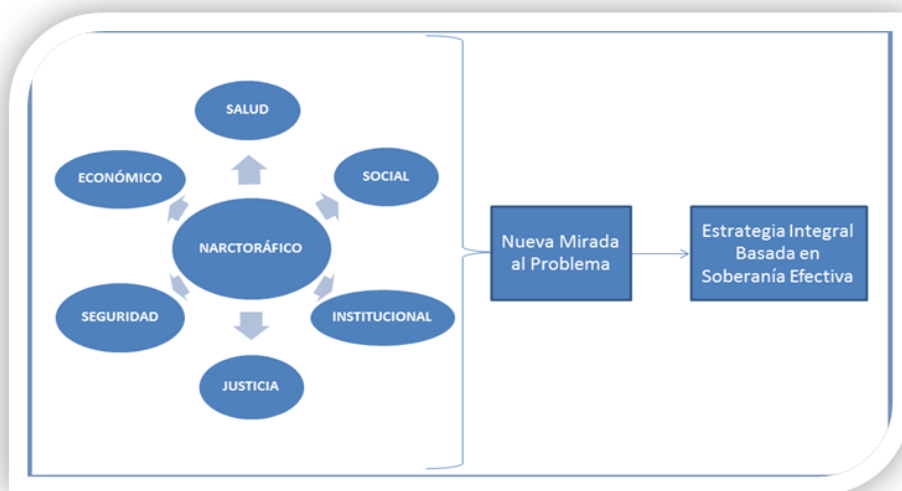 SALUD
ECONÓMICO
SOCIAL
NARCTORÁFICO
SEGURIDAD
INSTITUCIONAL
JUSTICIA
Nueva Mirada
al Problema
Estrategia Integral
Basada en
Soberanía Efectiva